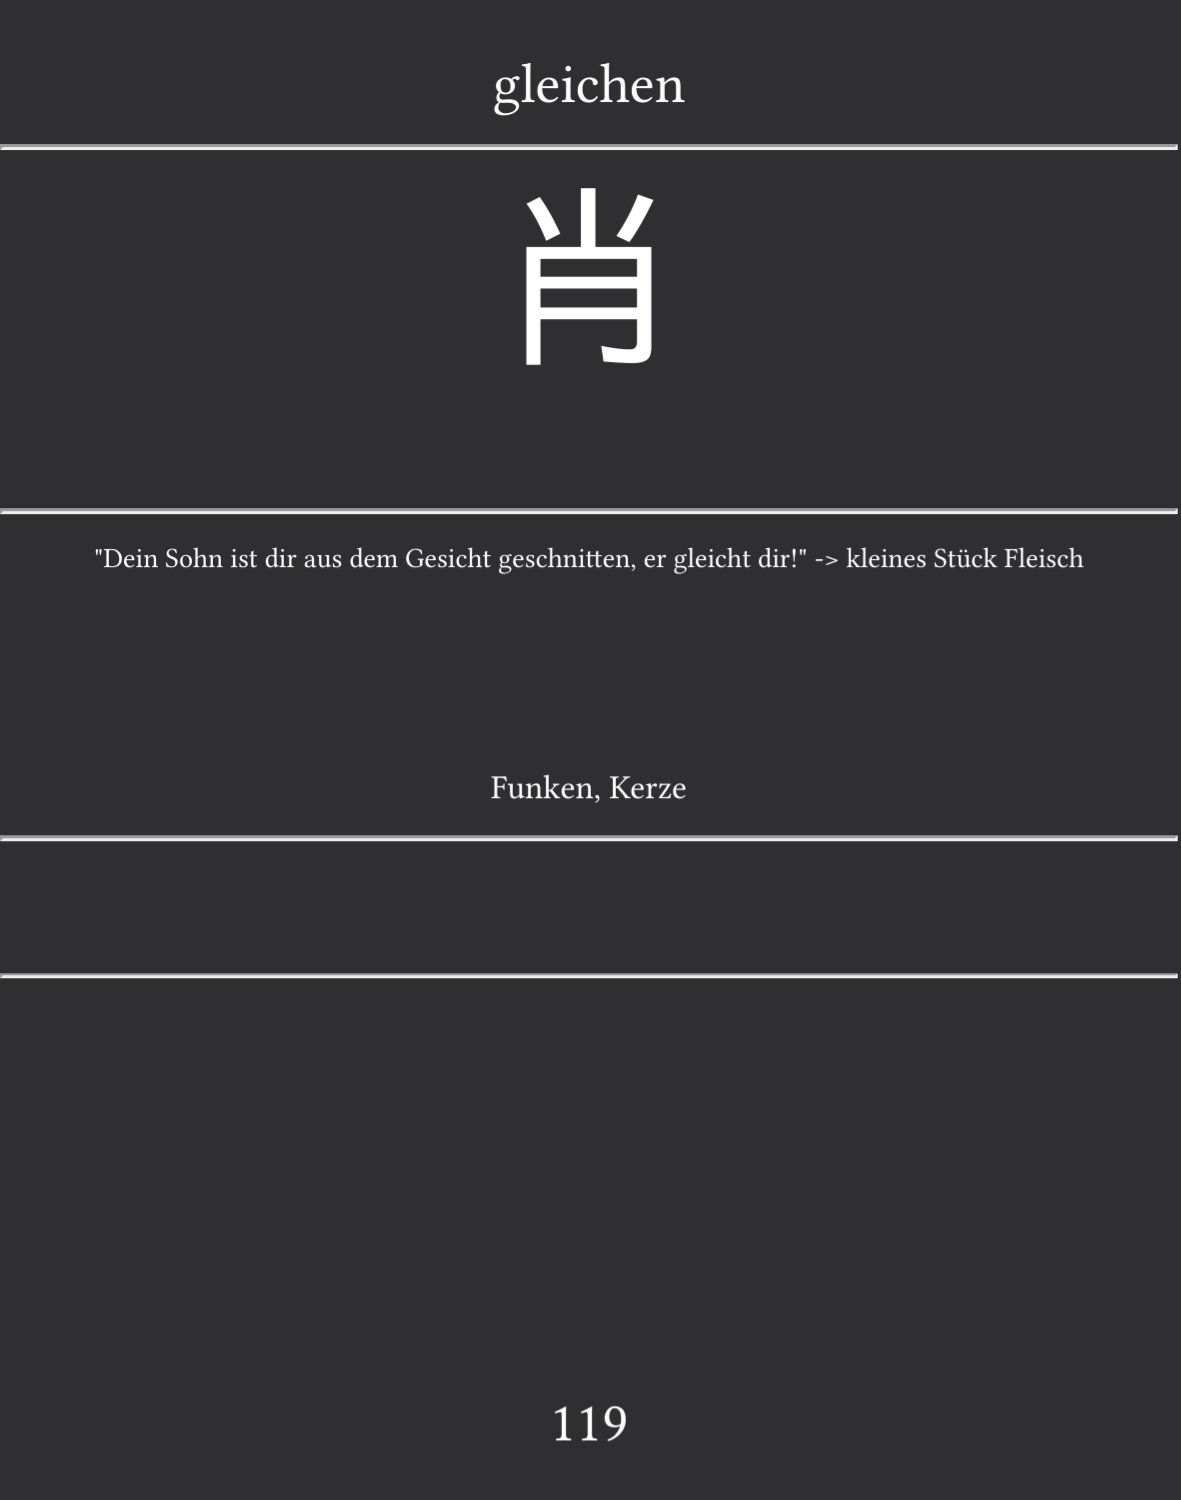 gleichen
肖
"Dein Sohn ist dir aus dem Gesicht geschnitten, er gleicht dir!" -> kleines Stück Fleisch
Funken, Kerze
119